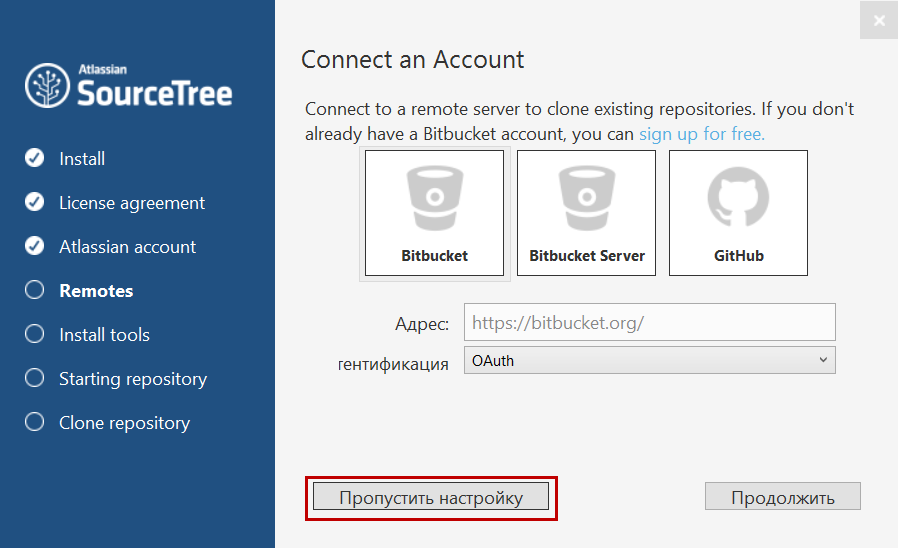 Atlassian
SourceTree
Install
License agreement
Atlassian account
Remotes
Install tools
Starting repository
Clone repository
Connect an Account
Connect to a remote server to clone existing repositories. If you don't
already have a Bitbucket account, you can sign up for free.
Bitbucket
Bitbucket Server
GitHub
Адрес:
https://bitbucket.org/
тентификация
OAuth
Пропустить настройку
Продолжить